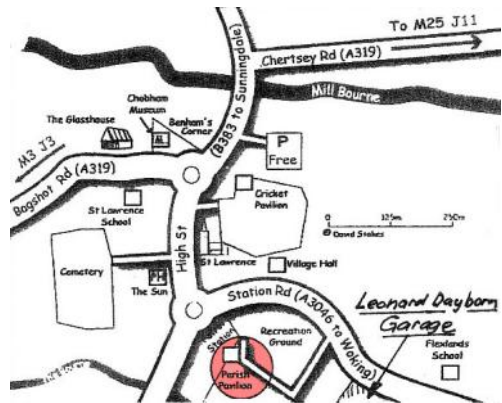 To M25 J11
Chertsey Rd (A319)
(B383 to Sunningdale)
Mill Bourne
Chobham
Museum
The Glasshouse
Benham's
Corner
P
Free
M3 J3
Bagshot Rd (A319)
Cricket
Pavilion
St Lawrence
School
0 125m 250m
© David Stokes
High St
St Lawrence
Cemetery
Village Hall
PH
The Sun
Station Rd (A3046 to Woking)
Leonard Dayborn
Garage
Recreation
Ground
Station
Flexlands
School
Parish
Pavilion